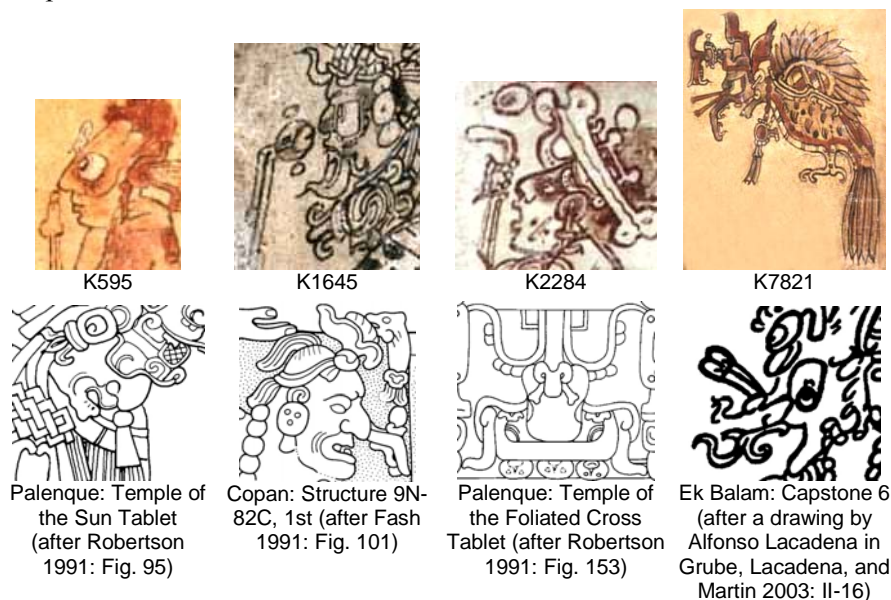 K595
K1645
K2284
K7821
Palenque: Temple of
the Sun Tablet
(after Robertson
1991: Fig. 95)
Copan: Structure 9N-
82C, 1st (after Fash
1991: Fig. 101)
Palenque: Temple of
the Foliated Cross
Tablet (after Robertson
1991: Fig. 153)
Ek Balam: Capstone 6
(after a drawing by
Alfonso Lacadena in
Grube, Lacadena, and
Martin 2003: II-16)